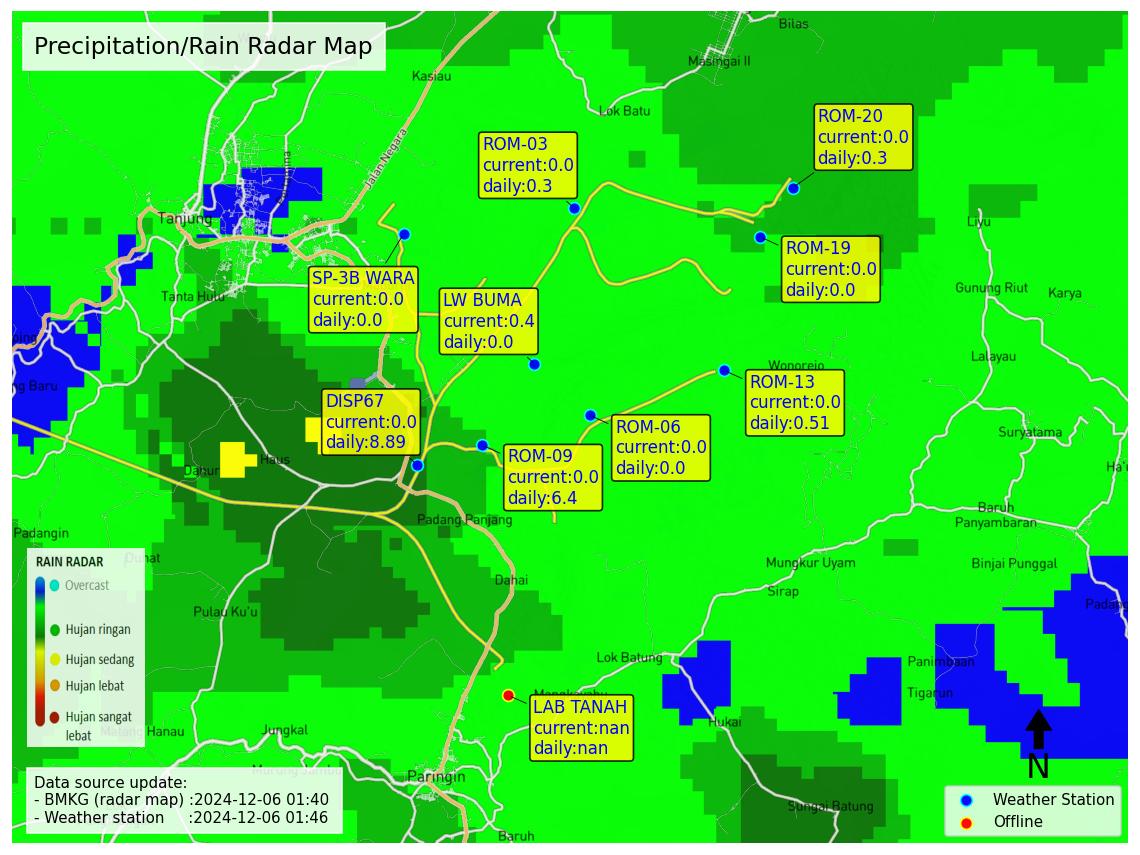 Precipitation/Rain Radar Map
Bilas
Masingai II
Kasiau
Lok Batu
Jalan Negara
ROM-20
current:0.0
daily:0.3
ROM-03
current:0.0
daily:0.3
Tanjung
Liyu
ROM-19
current:0.0
daily:0.0
SP-3B WARA
current:0.0
daily:0.0
LW BUMA
current:0.4
daily:0.0
Tanta Hulu
Gunung Riut
Karya
Lalayau
Wonorejo
ng Baru
ROM-13
current:0.0
daily:0.51
DISP67
current:0.0
daily:8.89
ROM-06
current:0.0
daily:0.0
Suryatama
ROM-09
current:0.0
daily:6.4
Dahur
Haus
Baruh
Panyambaran
Padang Panjang
Padangin
Mungkur Uyam
Binjai Punggal
Dahai
Sirap
Pulau Ku'u
Lok Batung
Panimbaan
Tigarun
Hukai
LAB TANAH
current:nan
daily:nan
RAIN RADAR
Overcast
Hujan ringan
Hujan sedang
Hujan lebat
Hujan sangat
lebat
Manah Hanau
Jungkal
Paringin
Sungai Batung
Baruh
N
Data source update:
- BMKG (radar map) :2024-12-06 01:40
- Weather station :2024-12-06 01:46
Weather Station
Offline